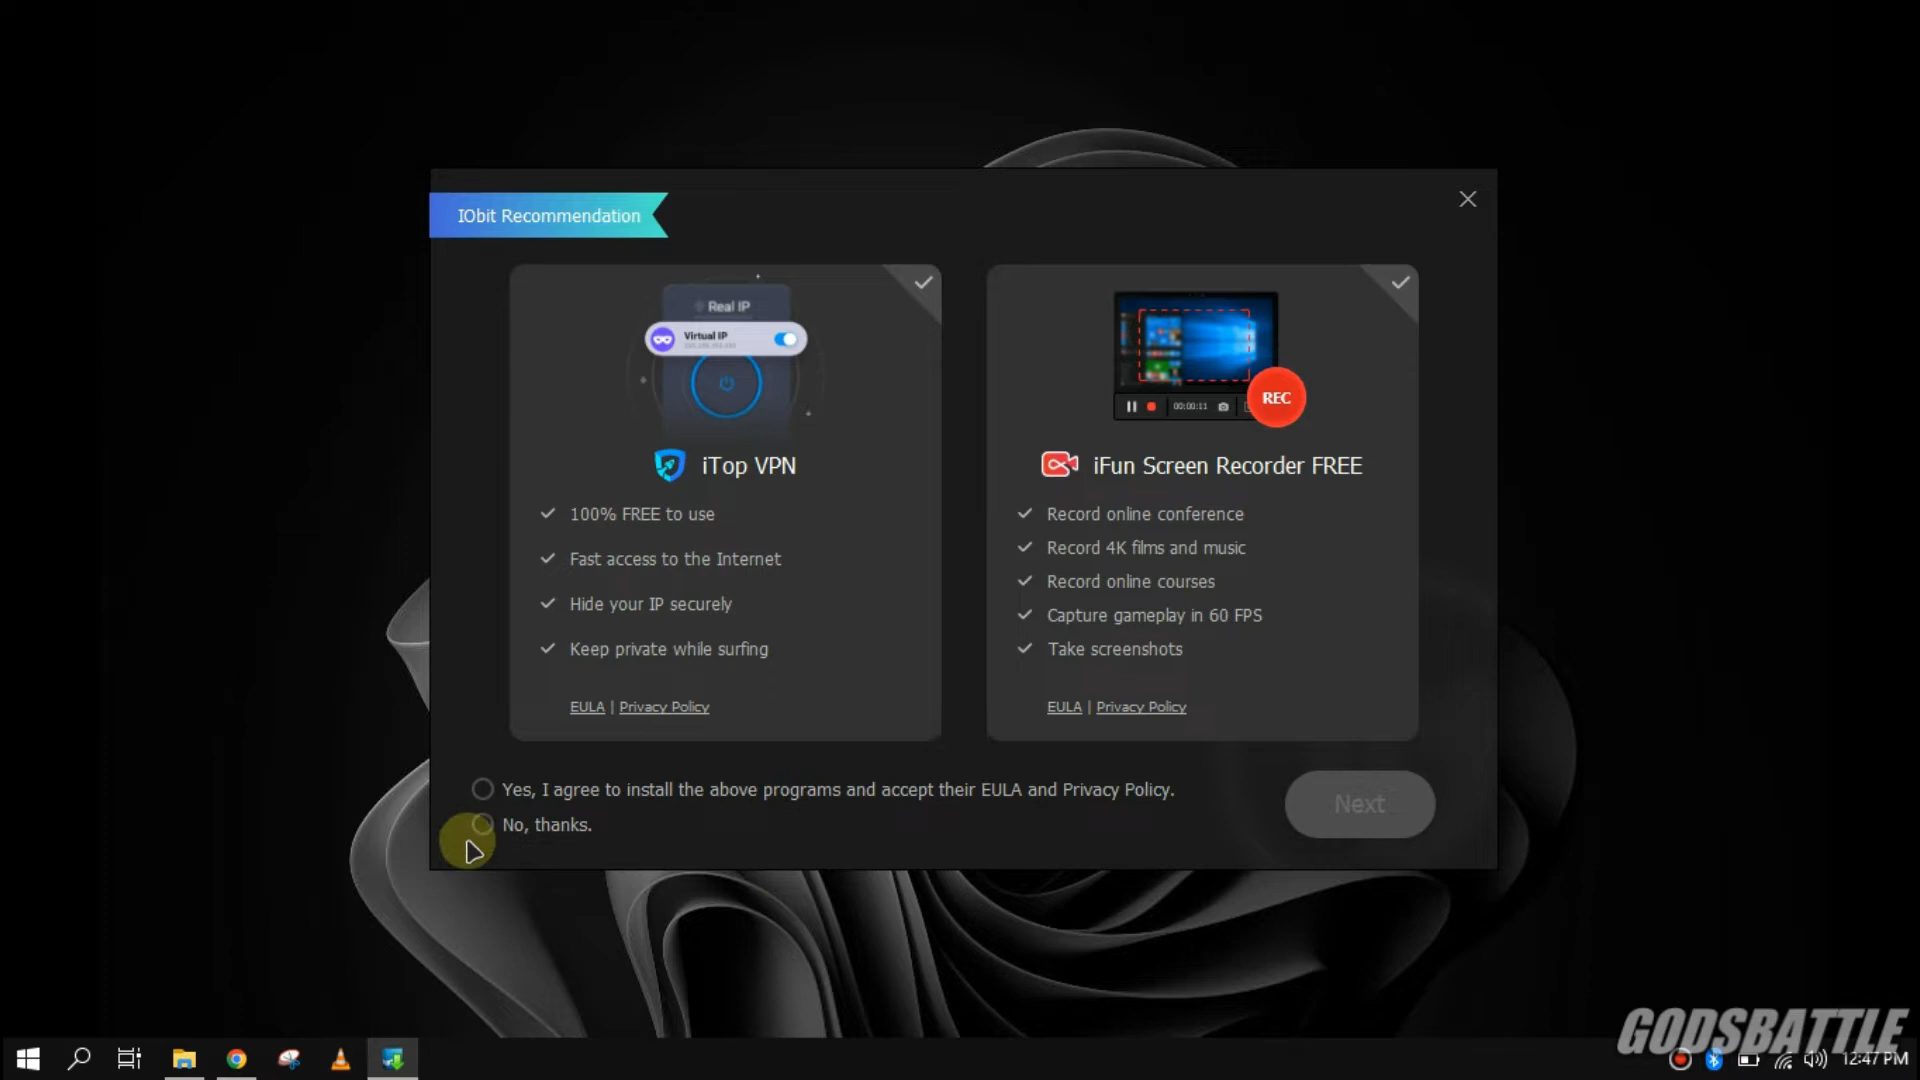 IObit Recommendation
Real IP
Virtual IP
iTop VPN
100% FREE to use
Fast access to the Internet
Hide your IP securely
Keep private while surfing
EULA | Privacy Policy
00:00:11
REC
iFun Screen Recorder FREE
Record online conference
Record 4K films and music
Record online courses
Capture gameplay in 60 FPS
Take screenshots
EULA | Privacy Policy
Yes, I agree to install the above programs and accept their EULA and Privacy Policy.
No, thanks.
Next
GODSBATTLE
12:47 PM